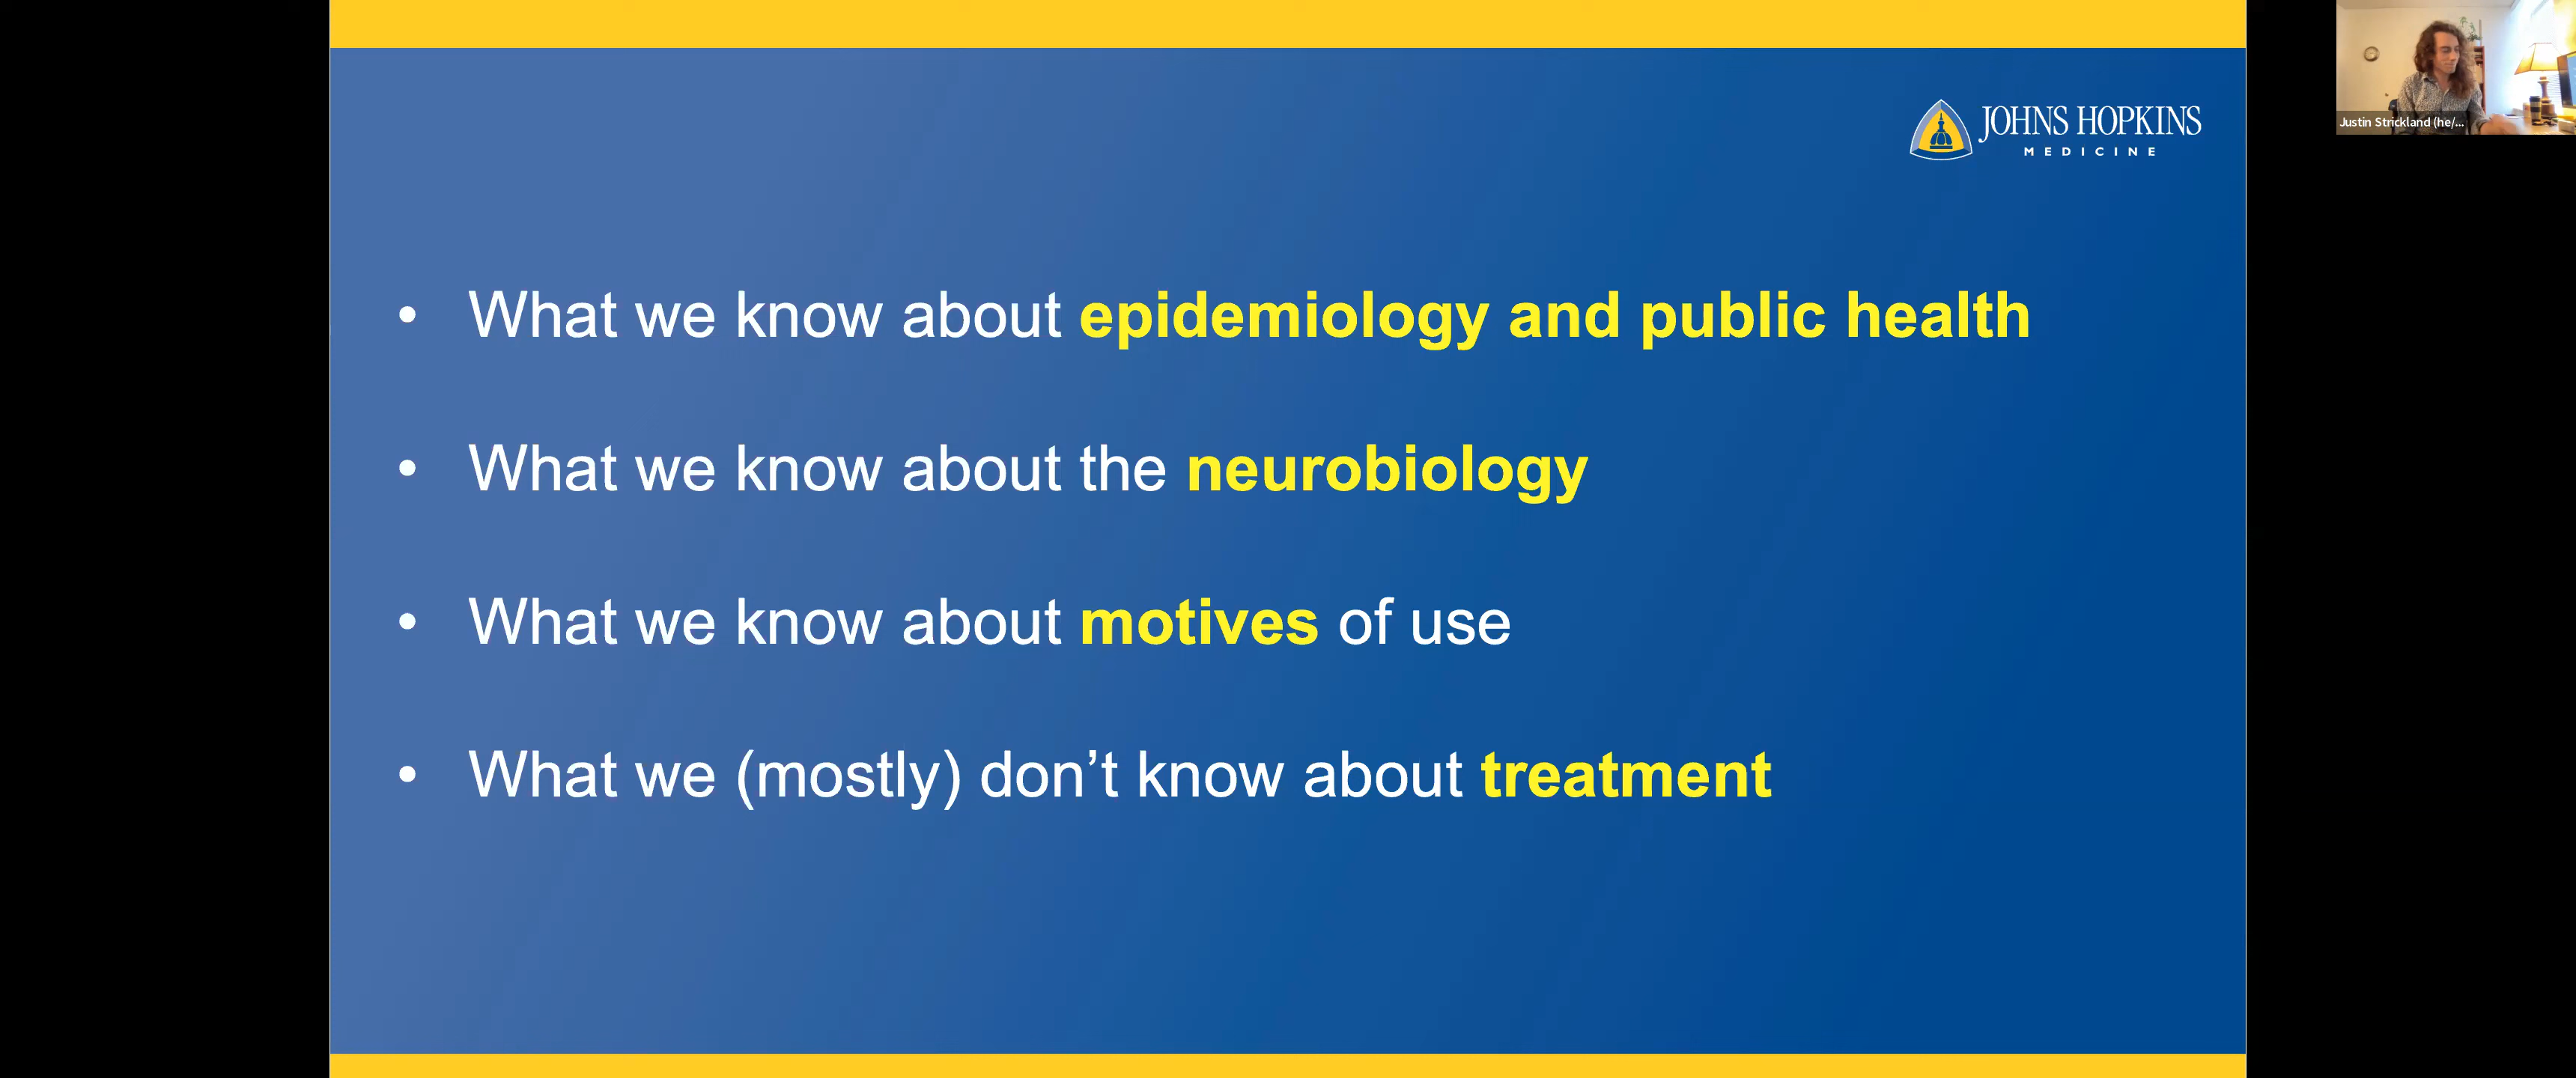 JOHNS HOPKINS
MEDICINE
Justin Strickland (he/...
• What we know about epidemiology and public health
• What we know about the neurobiology
• What we know about motives of use
• What we (mostly) don’t know about treatment